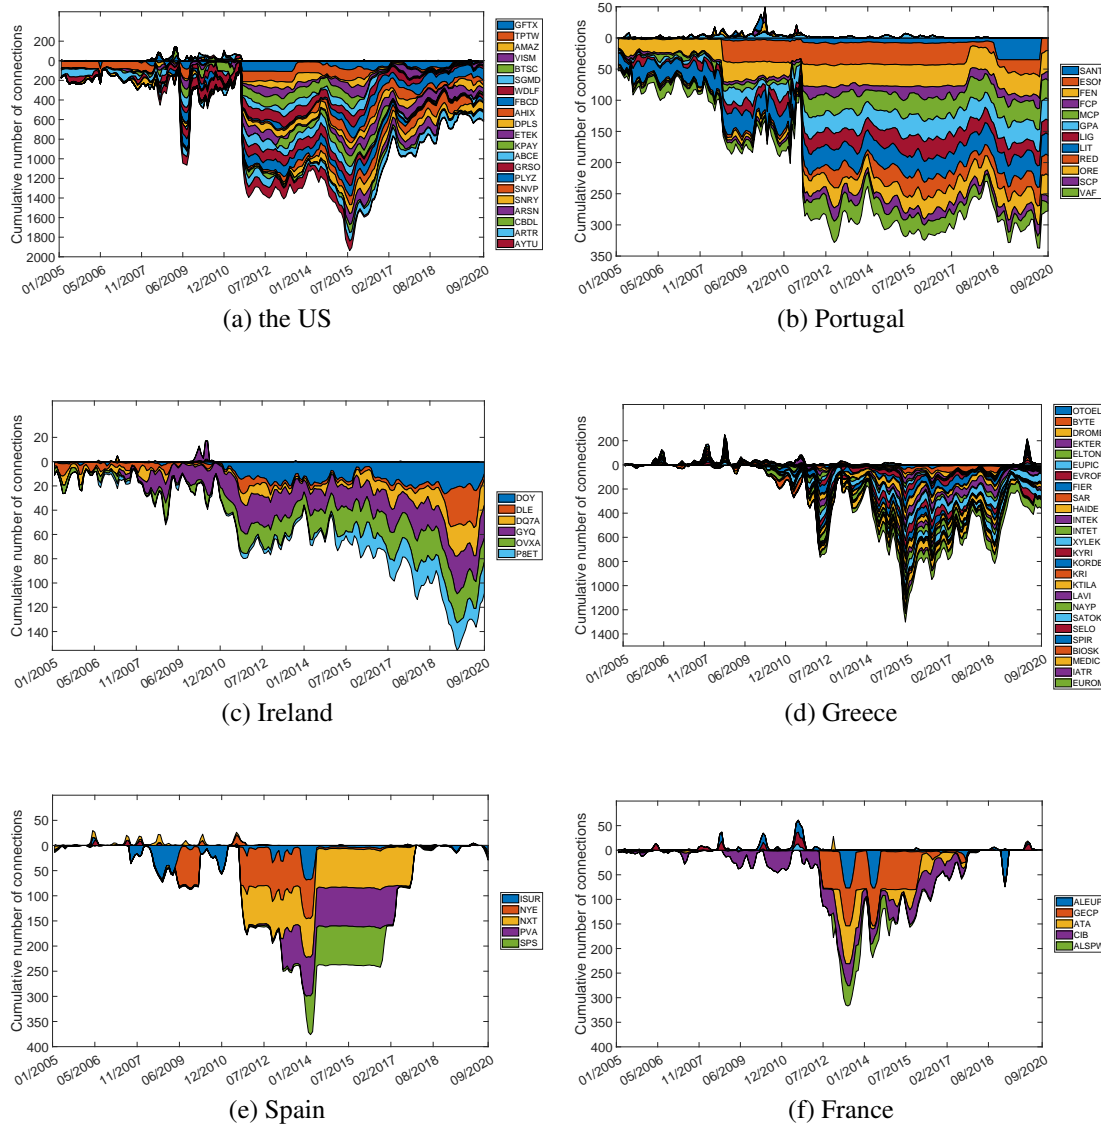 Cumulative number of connections
200
0
200
400
600
800
1000
1200
1400
1600
1800
2000
01/2005
05/2006
11/2007
06/2009
12/2010
07/2012
01/2014
07/2015
02/2017
08/2018
09/2020
GFTX
TPTW
AMAZ
VISM
BTSC
SGMD
WDLF
FBCD
AHIX
DPLS
ETEK
KPAY
ABCE
GRSO
PLYZ
SNVP
SNRY
ARSN
CBDL
ARTR
AYTU
(a) the US
Cumulative number of connections
50
0
50
100
150
200
250
300
350
01/2005
05/2006
11/2007
06/2009
12/2010
07/2012
01/2014
07/2015
02/2017
08/2018
09/2020
SANT
ESON
FEN
FCP
MCP
GPA
LIG
LIT
RED
ORE
SCP
VAF
(b) Portugal
Cumulative number of connections
20
0
20
40
60
80
100
120
140
01/2005
05/2006
11/2007
06/2009
12/2010
07/2012
01/2014
07/2015
02/2017
08/2018
09/2020
DOY
DLE
DQ7A
GYQ
OVXA
P8ET
(c) Ireland
Cumulative number of connections
200
0
200
400
600
800
1000
1200
1400
01/2005
05/2006
11/2007
06/2009
12/2010
07/2012
01/2014
07/2015
02/2017
08/2018
09/2020
OTOEL
BYTE
DROME
EKTER
ELTON
EUPIC
EVROF
FIER
SAR
HAIDE
INTEK
INTET
XYLEK
KYRI
KORDE
KRI
KTILA
LAVI
NAYP
SATOK
SELO
SPIR
BIOSK
MEDIC
IATR
EUROM
(d) Greece
Cumulative number of connections
50
0
50
100
150
200
250
300
350
400
01/2005
05/2006
11/2007
06/2009
12/2010
07/2012
01/2014
07/2015
02/2017
08/2018
09/2020
ISUR
NYE
NXT
PVA
SPS
(e) Spain
Cumulative number of connections
50
0
50
100
150
200
250
300
350
400
01/2005
05/2006
11/2007
06/2009
12/2010
07/2012
01/2014
07/2015
02/2017
08/2018
09/2020
ALEUP
GECP
ATA
CIB
ALSPW
(f) France